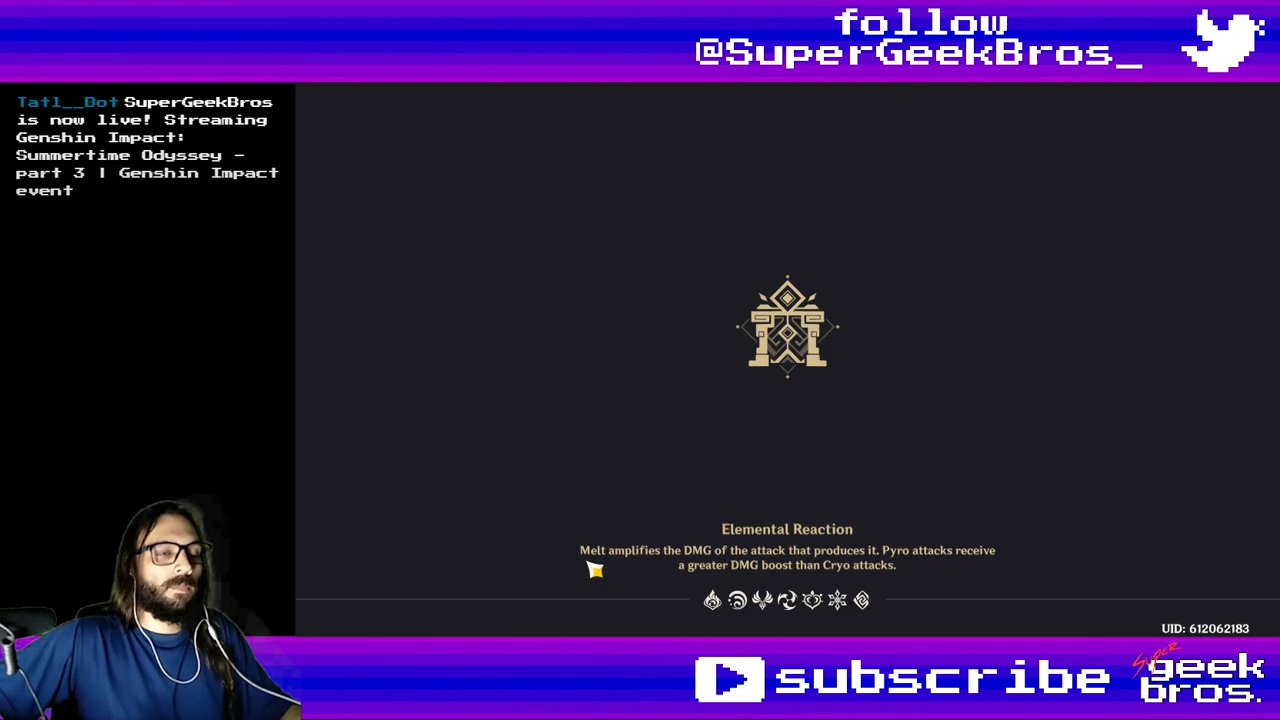 follow
@SuperGeekBros_
Tatl__Bot SuperGeekBros
is now live! Streaming
Genshin Impact:
Summertime Odyssey -
part 3 | Genshin Impact
event
Elemental Reaction
Melt amplifies the DMG of the attack that produces it. Pyro attacks receive
a greater DMG boost than Cryo attacks.
UID: 612062183
subscribe
SUPER
geek
bros.